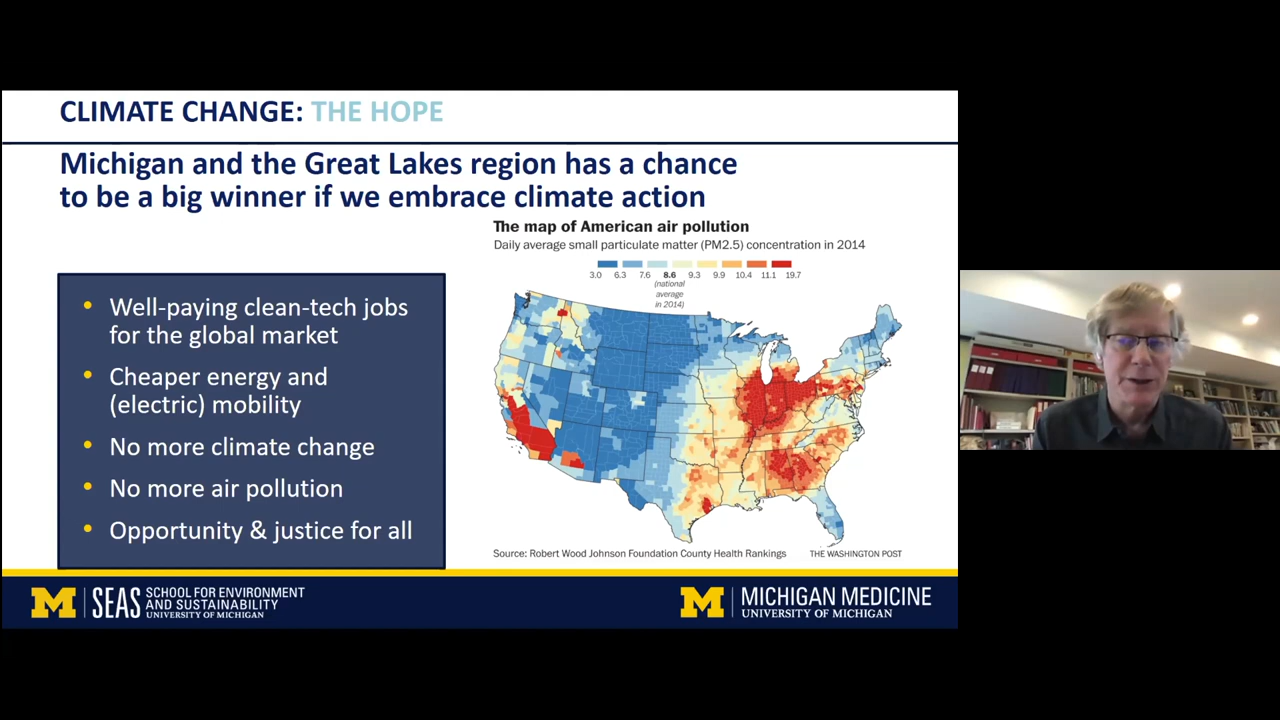 CLIMATE CHANGE: THE HOPE
Michigan and the Great Lakes region has a chance
to be a big winner if we embrace climate action
The map of American air pollution
Daily average small particulate matter (PM2.5) concentration in 2014
3.0 6.3 7.6 8.6 9.3 9.9 10.4 11.1 19.7
(national
average
in 2014)
• Well-paying clean-tech jobs
for the global market
• Cheaper energy and
(electric) mobility
• No more climate change
• No more air pollution
• Opportunity & justice for all
Source: Robert Wood Johnson Foundation County Health Rankings THE WASHINGTON POST
M SEAS SCHOOL FOR ENVIRONMENT
AND SUSTAINABILITY
UNIVERSITY OF MICHIGAN
M MICHIGAN MEDICINE
UNIVERSITY OF MICHIGAN